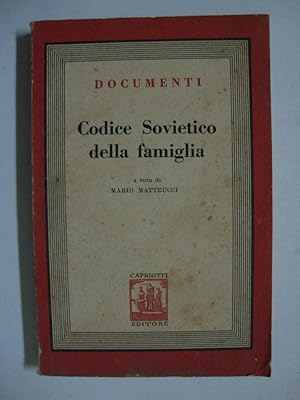 DOCUMENTI
Codice Sovietico
della famiglia
a cura di
MARIO MATTEUCCI
CAPRIOTTI
EDITORE